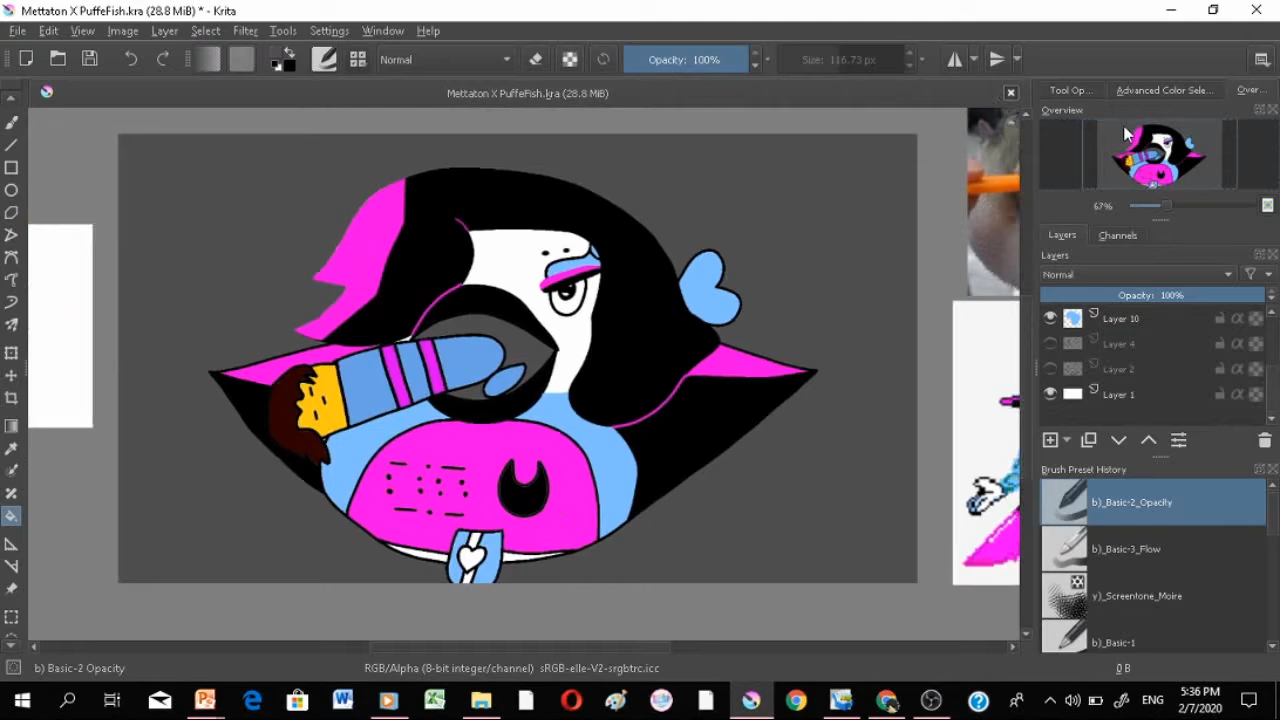 Mettaton X PuffeFish.kra (28.8 MiB) * - Krita
File Edit View Image Layer Select Filter Tools Settings Window Help
Normal
Opacity: 100%
Size: 116.73 px
Mettaton X PuffeFish.kra (28.8 MiB)
Tool Op... Advanced Color Sele... Over...
Overview
67%
Layers Channels
Layers
Normal
Opacity: 100%
Layer 10
Layer 4
Layer 2
Layer 1
Brush Preset History
b)_Basic-2_Opacity
b)_Basic-3_Flow
y)_Screentone_Moire
b)_Basic-1
b) Basic-2 Opacity
RGB/Alpha (8-bit integer/channel) sRGB-elle-V2-srgbtrc.icc
0 B
ENG
5:36 PM
2/7/2020